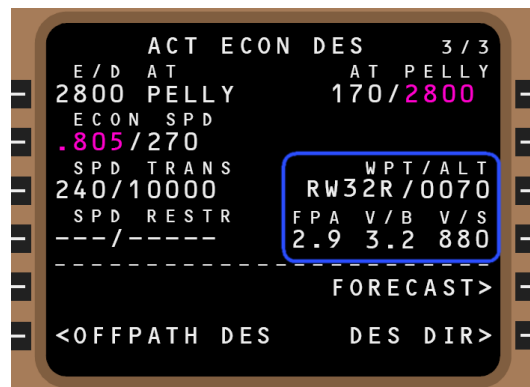 ACT ECON DES 3/3
E/D AT AT PELLY
2800 PELLY 170/2800
ECON SPD
.805/270
SPD TRANS WPT/ALT
240/10000 RW32R/0070
SPD RESTR FPA V/B V/S
---/----- 2.9 3.2 880
------------------------
FORECAST>
<OFFPATH DES DES DIR>